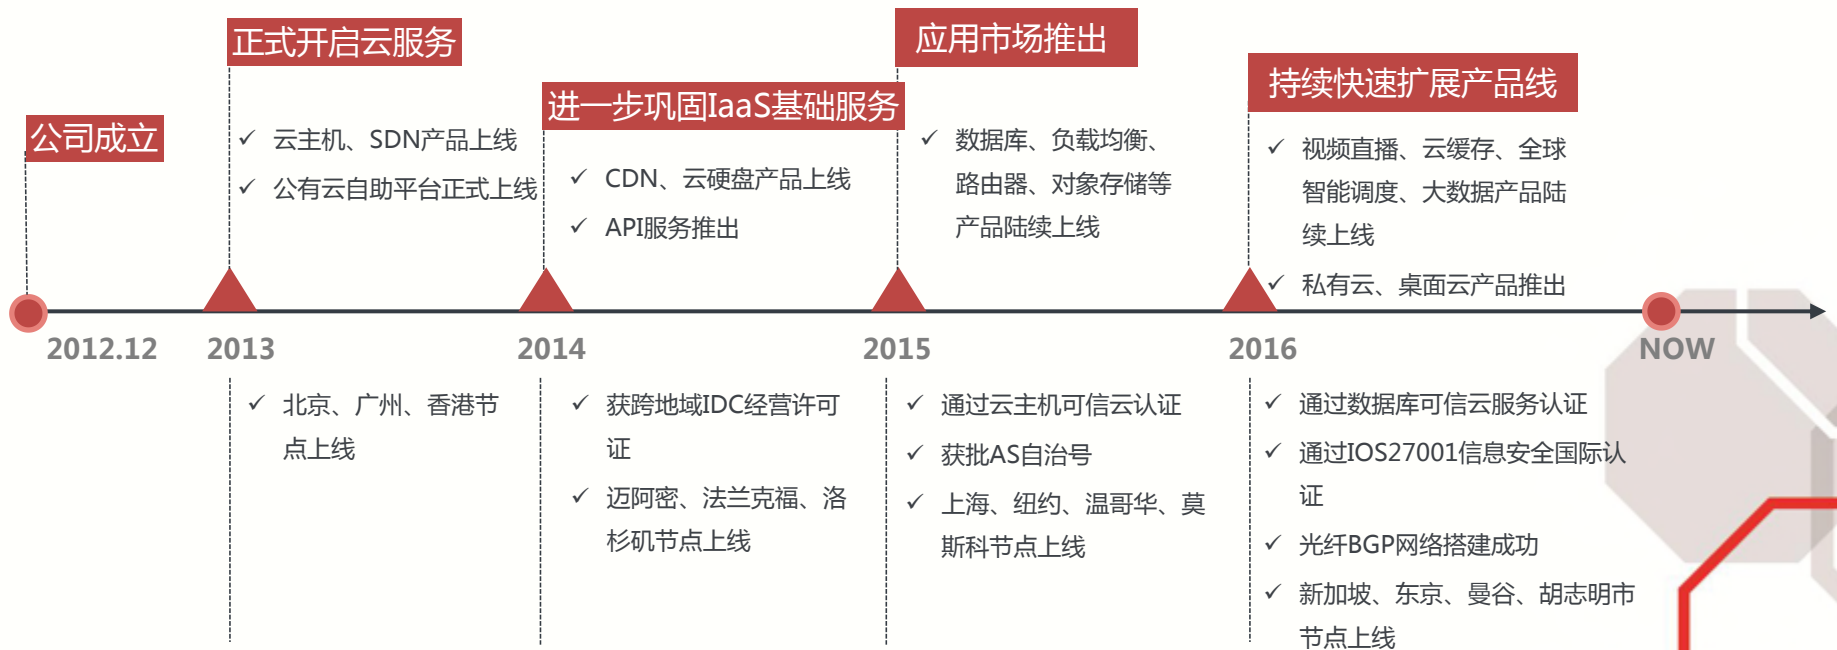 公司成立
正式开启云服务
云主机、SDN产品上线
公有云自助平台正式上线
进一步巩固IaaS基础服务
CDN、云硬盘产品上线
API服务推出
应用市场推出
数据库、负载均衡、
路由器、对象存储等
产品陆续上线
持续快速扩展产品线
视频直播、云缓存、全球
智能调度、大数据产品陆
续上线
私有云、桌面云产品推出
2012.12
2013
2014
2015
2016
NOW
北京、广州、香港节
点上线
获跨地域IDC经营许可
证
迈阿密、法兰克福、洛
杉矶节点上线
通过云主机可信云认证
获批AS自治号
上海、纽约、温哥华、莫
斯科节点上线
通过数据库可信云服务认证
通过IOS27001信息安全国际认
证
光纤BGP网络搭建成功
新加坡、东京、曼谷、胡志明市
节点上线